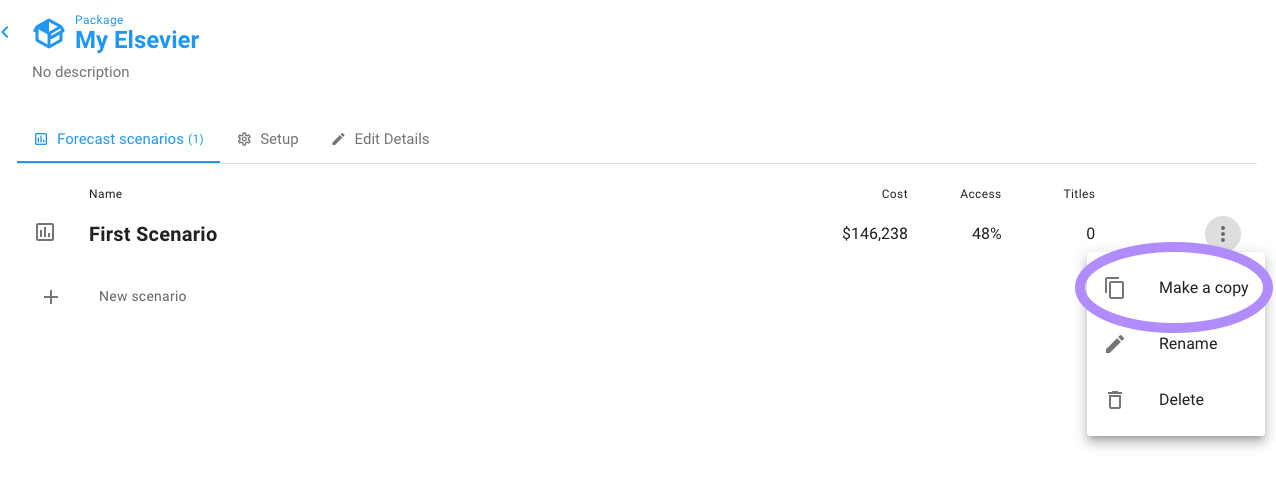 Package
My Elsevier
No description
Forecast scenarios (1) Setup Edit Details
Name Cost Access Titles
First Scenario $146,238 48% 0
New scenario
Make a copy
Rename
Delete